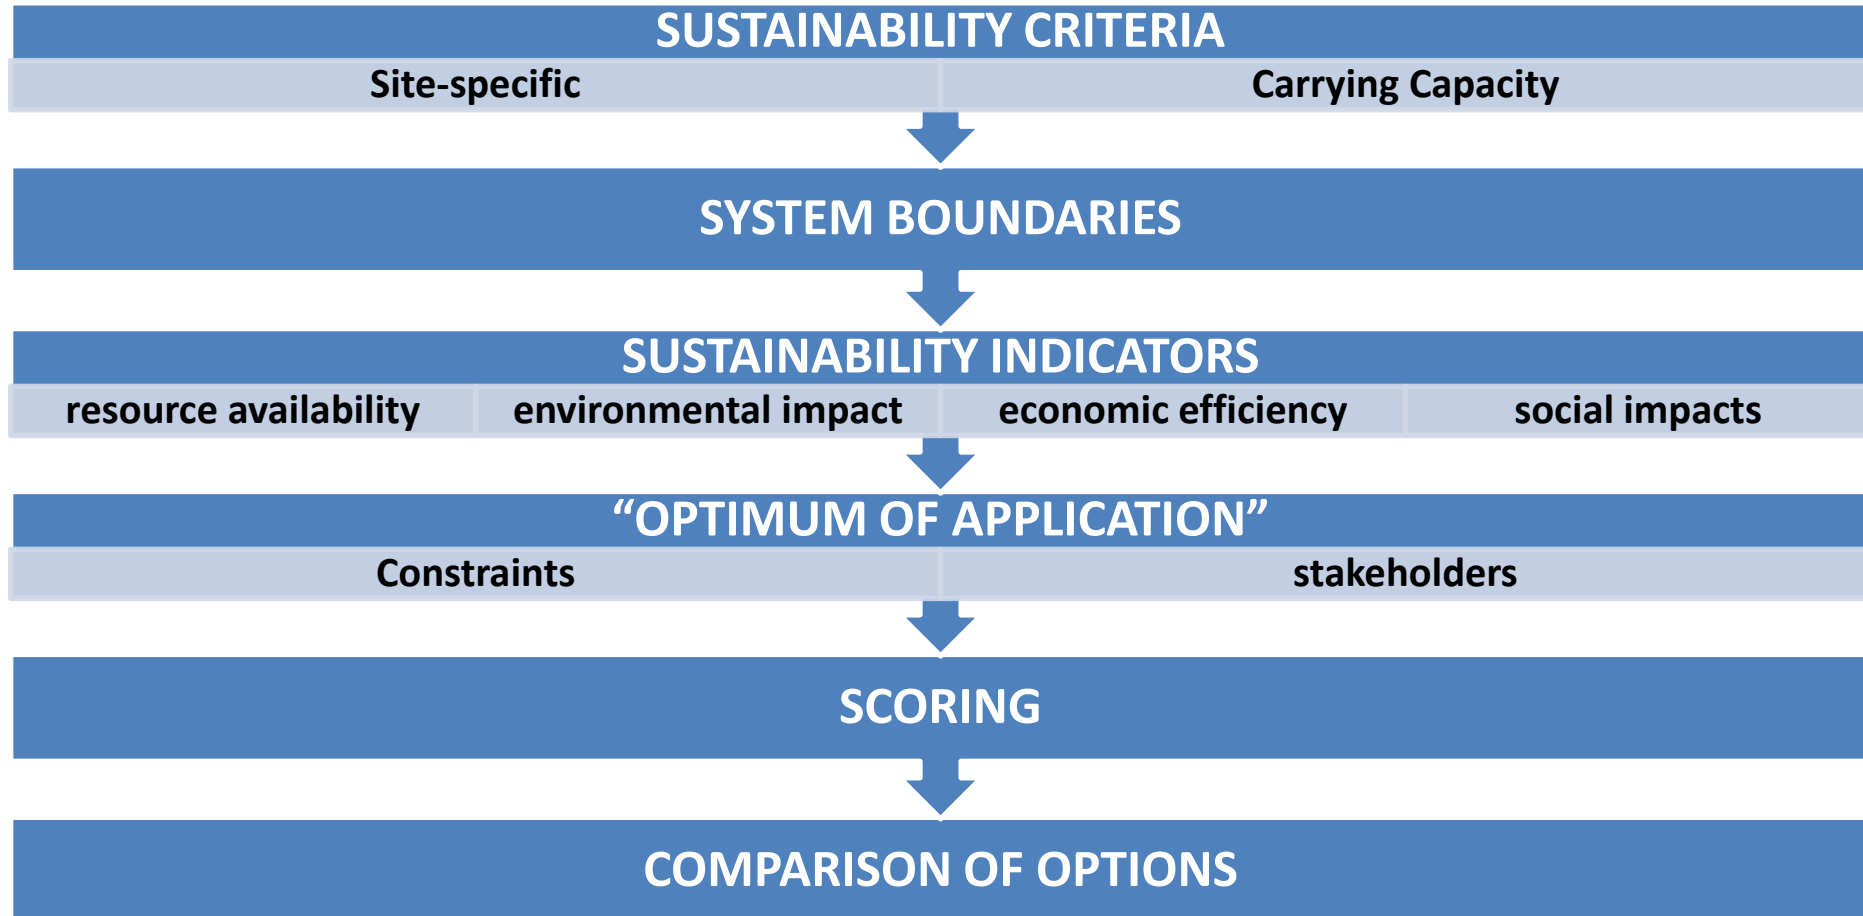 SUSTAINABILITY CRITERIA
Site-specific
Carrying Capacity
SYSTEM BOUNDARIES
SUSTAINABILITY INDICATORS
resource availability
environmental impact
economic efficiency
social impacts
“OPTIMUM OF APPLICATION”
Constraints
stakeholders
SCORING
COMPARISON OF OPTIONS